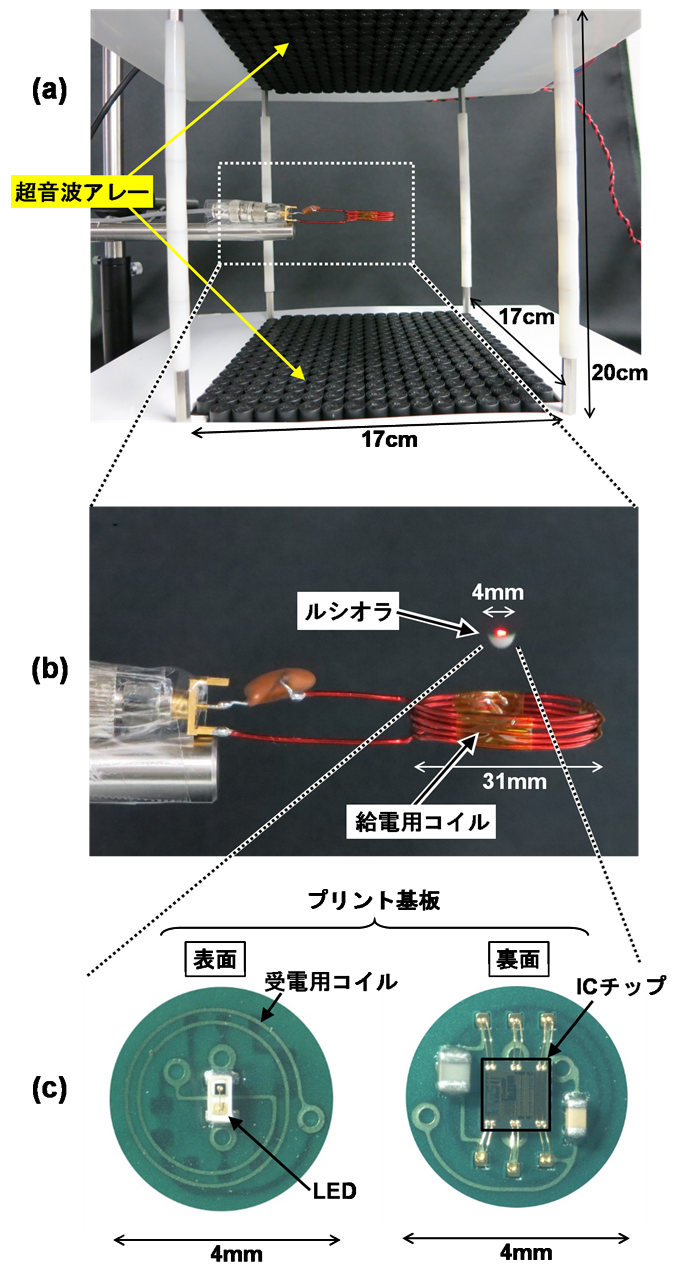 (a)
超音波アレー
17cm
20cm
17cm
4mm
ルシオラ
(b)
31mm
給電用コイル
プリント基板
表面
裏面
受電用コイル
ICチップ
(c)
LED
4mm
4mm